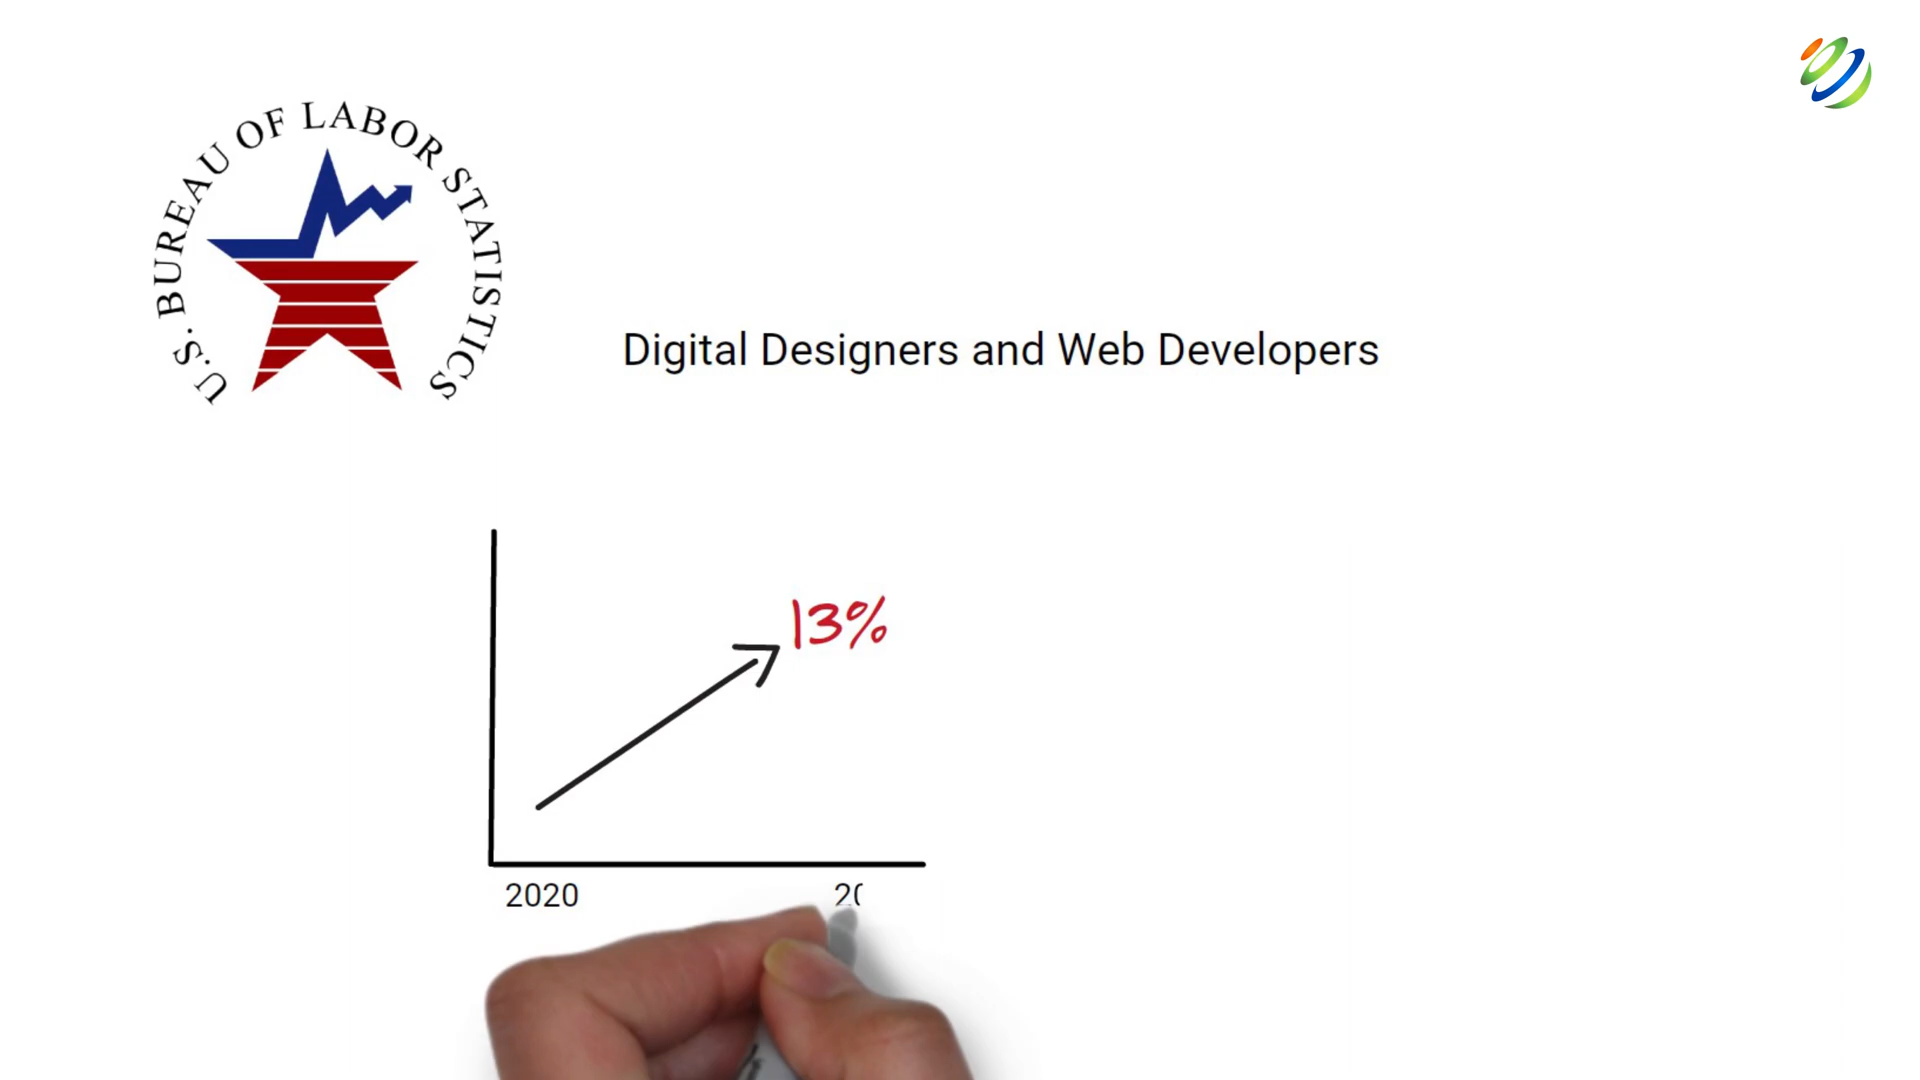 U.S. BUREAU OF LABOR STATISTICS
Digital Designers and Web Developers
13%
2020